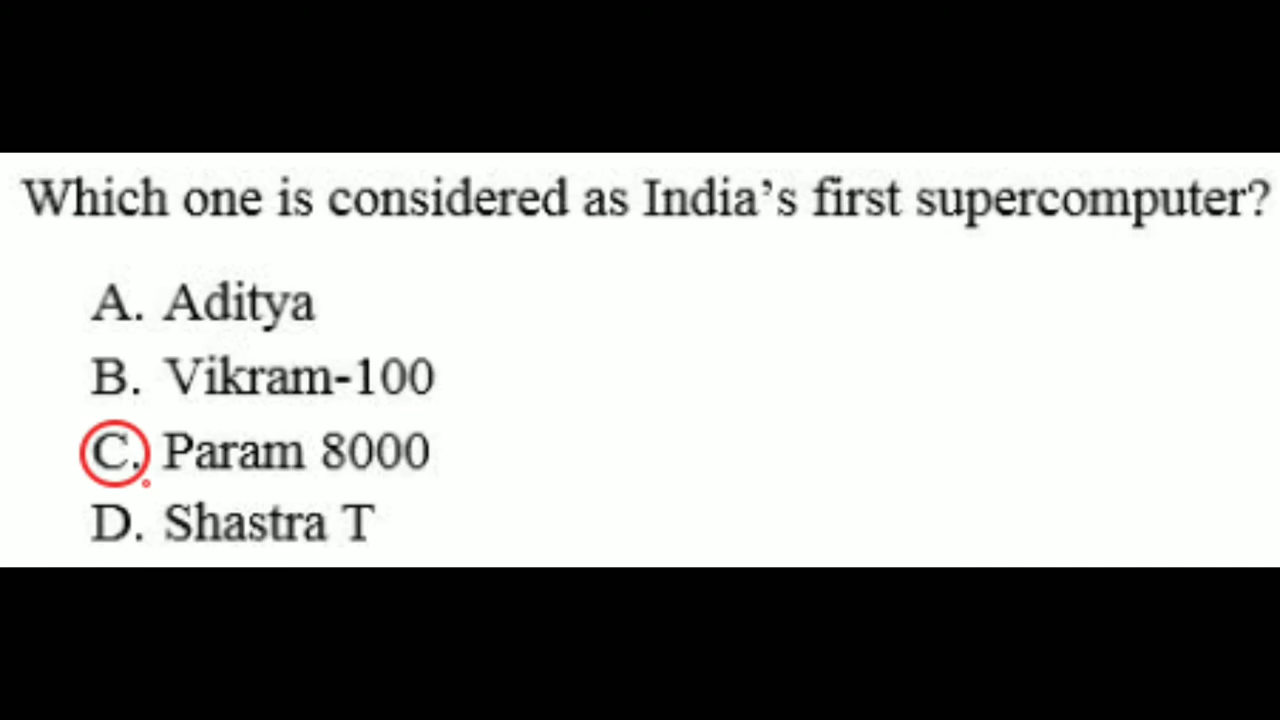 Which one is considered as India’s first supercomputer?
A. Aditya
B. Vikram-100
C. Param 8000
D. Shastra T